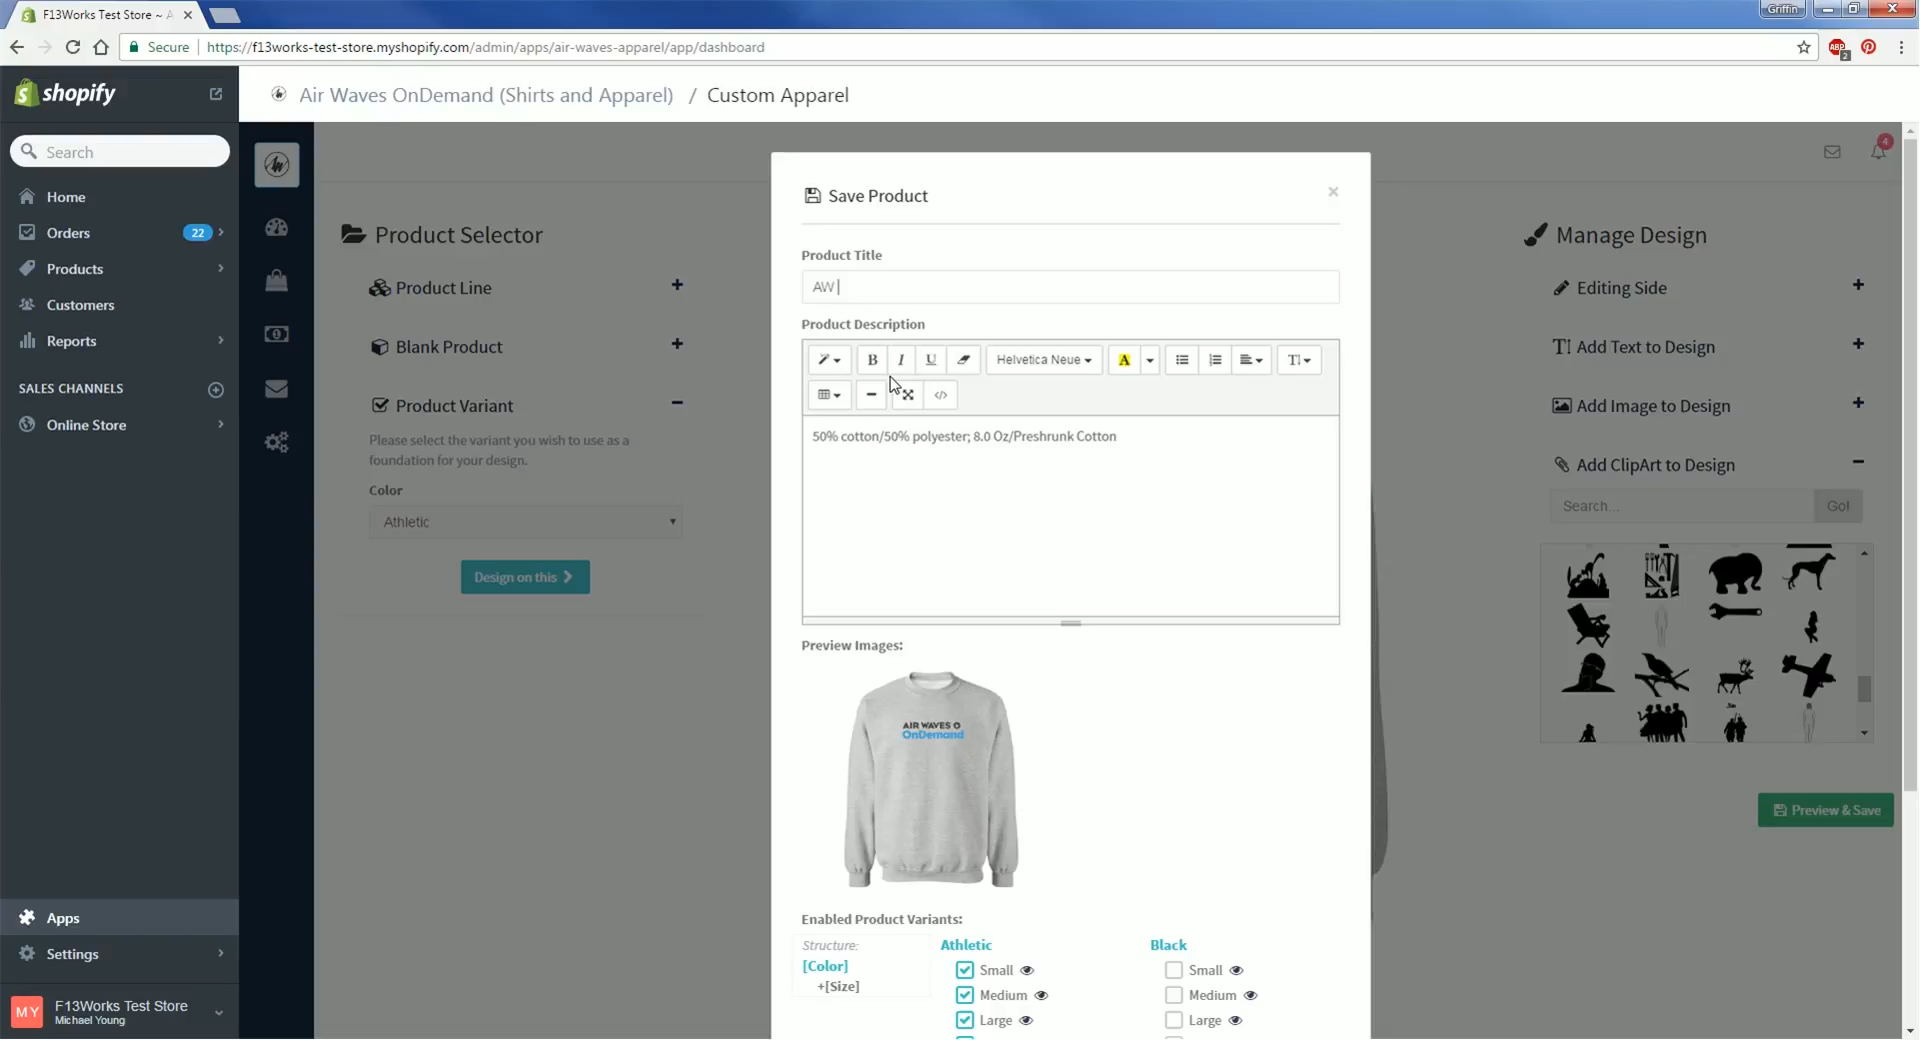 F13Works Test Store ~ A
Griffin
Secure
https://f13works-test-store.myshopify.com/admin/apps/air-waves-apparel/app/dashboard
ABP
2
shopify
Air Waves OnDemand (Shirts and Apparel) / Custom Apparel
Search
Home
Orders 22
Products
Customers
Reports
SALES CHANNELS
Online Store
Apps
Settings
MY
F13Works Test Store
Michael Young
4
Product Selector
Product Line
Blank Product
Product Variant
Please select the variant you wish to use as a
foundation for your design.
Color
Athletic
Design on this
Save Product
×
Product Title
AW
Product Description
B I U Helvetica Neue A TI
</>
50% cotton/50% polyester; 8.0 Oz/Preshrunk Cotton
Preview Images:
AIR WAVES
OnDemand
Enabled Product Variants:
Structure:
[Color]
+[Size]
Athletic
Small
Medium
Large
Black
Small
Medium
Large
Manage Design
Editing Side
Add Text to Design
Add Image to Design
Add ClipArt to Design
Search... Go!
Preview & Save